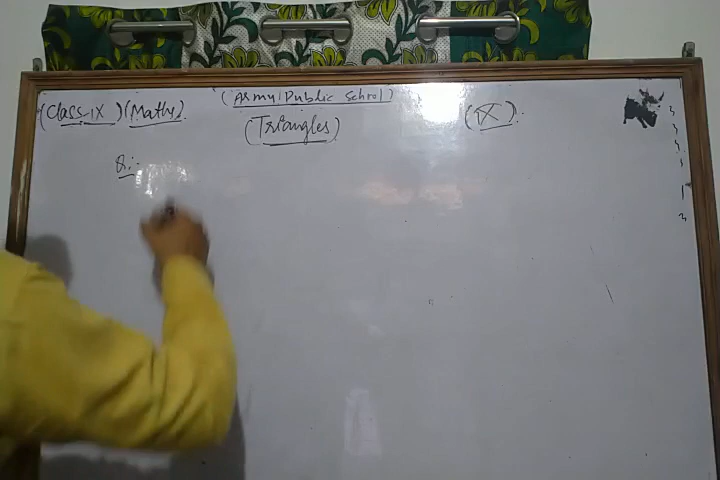 (Army Public School)
(Class-IX) (Maths)
(Triangles)
(IX):
Q:-